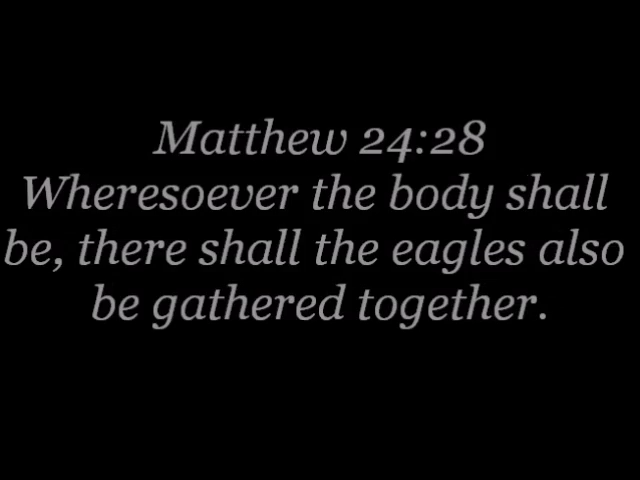 Matthew 24:28
Wheresoever the body shall
be, there shall the eagles also
be gathered together.